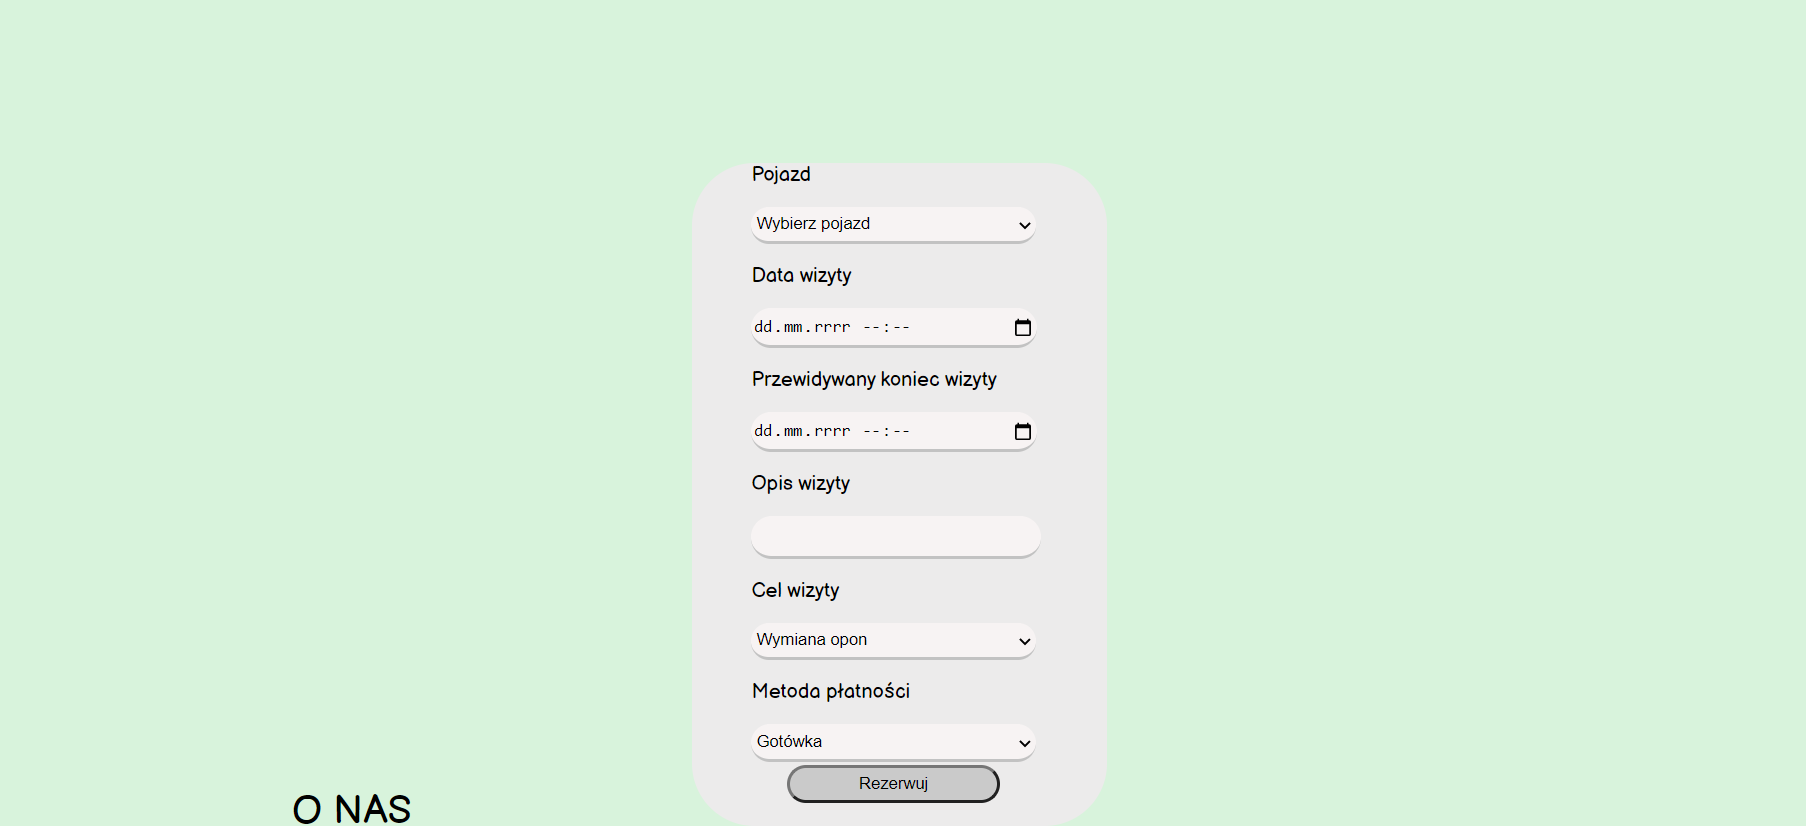 Pojazd
Wybierz pojazd
Data wizyty
dd.mm.rrrr --:--
Przewidywany koniec wizyty
dd.mm.rrrr --:--
Opis wizyty
Cel wizyty
Wymiana opon
Metoda płatności
Gotówka
Rezerwuj
O NAS